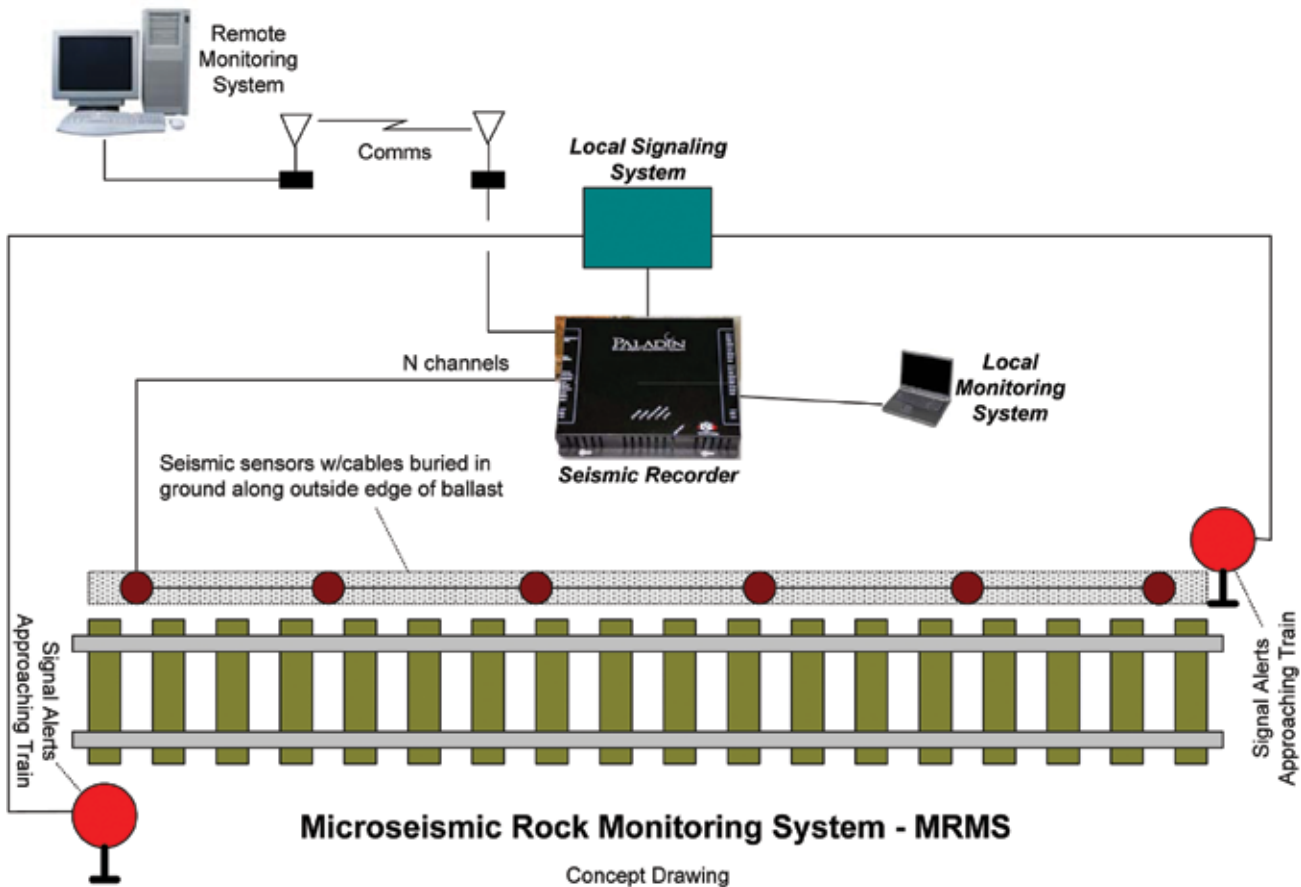 Remote
Monitoring
System
Comms
Local Signaling
System
PALADIN
N channels
Local
Monitoring
System
Seismic sensors w/cables buried in
ground along outside edge of ballast
Seismic Recorder
Signal Alerts
Approaching Train
Signal Alerts
Approaching Train
Microseismic Rock Monitoring System - MRMS
Concept Drawing